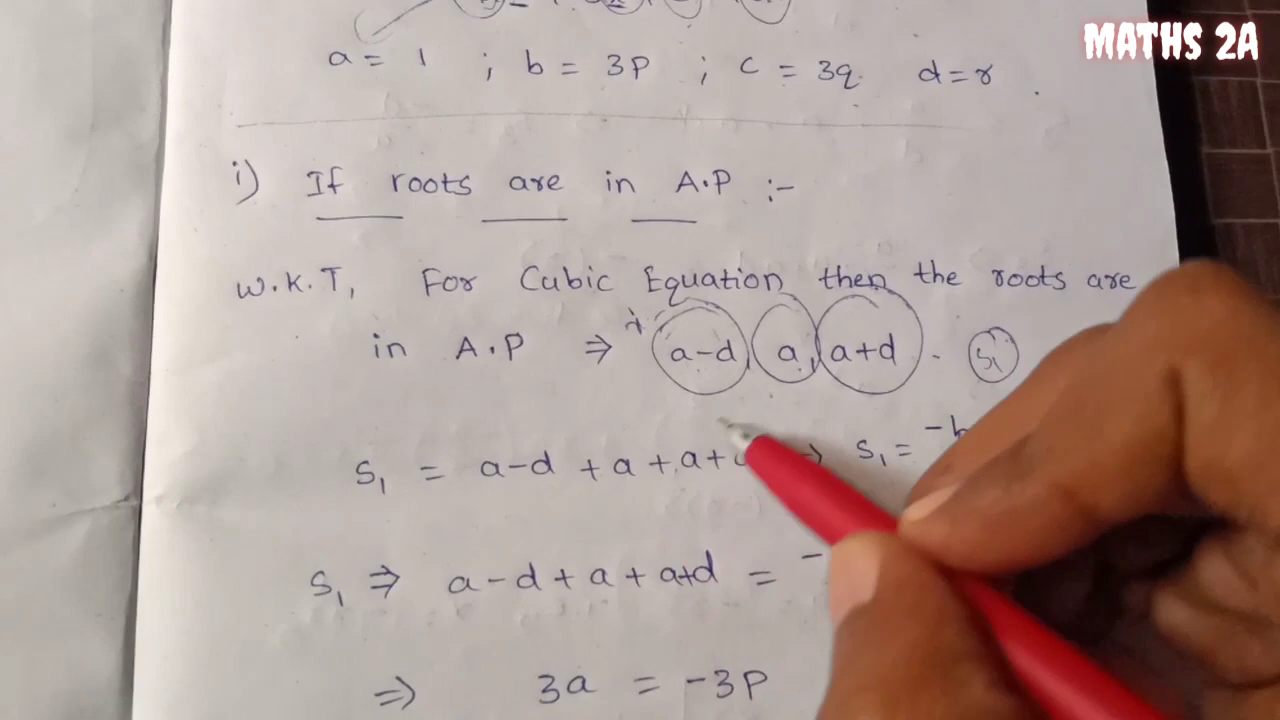 MATHS 2A
a = 1 ; b = 3p ; c = 3q d = r .
i) If roots are in A.P :-
W.K.T, For Cubic Equation then the roots are
in A.P ⇒ a-d, a, a+d . S₁
S₁ = a-d + a + a+ ⇒ S₁ = -b
S₁ ⇒ a-d + a + a+d = -
⇒ 3a = -3p